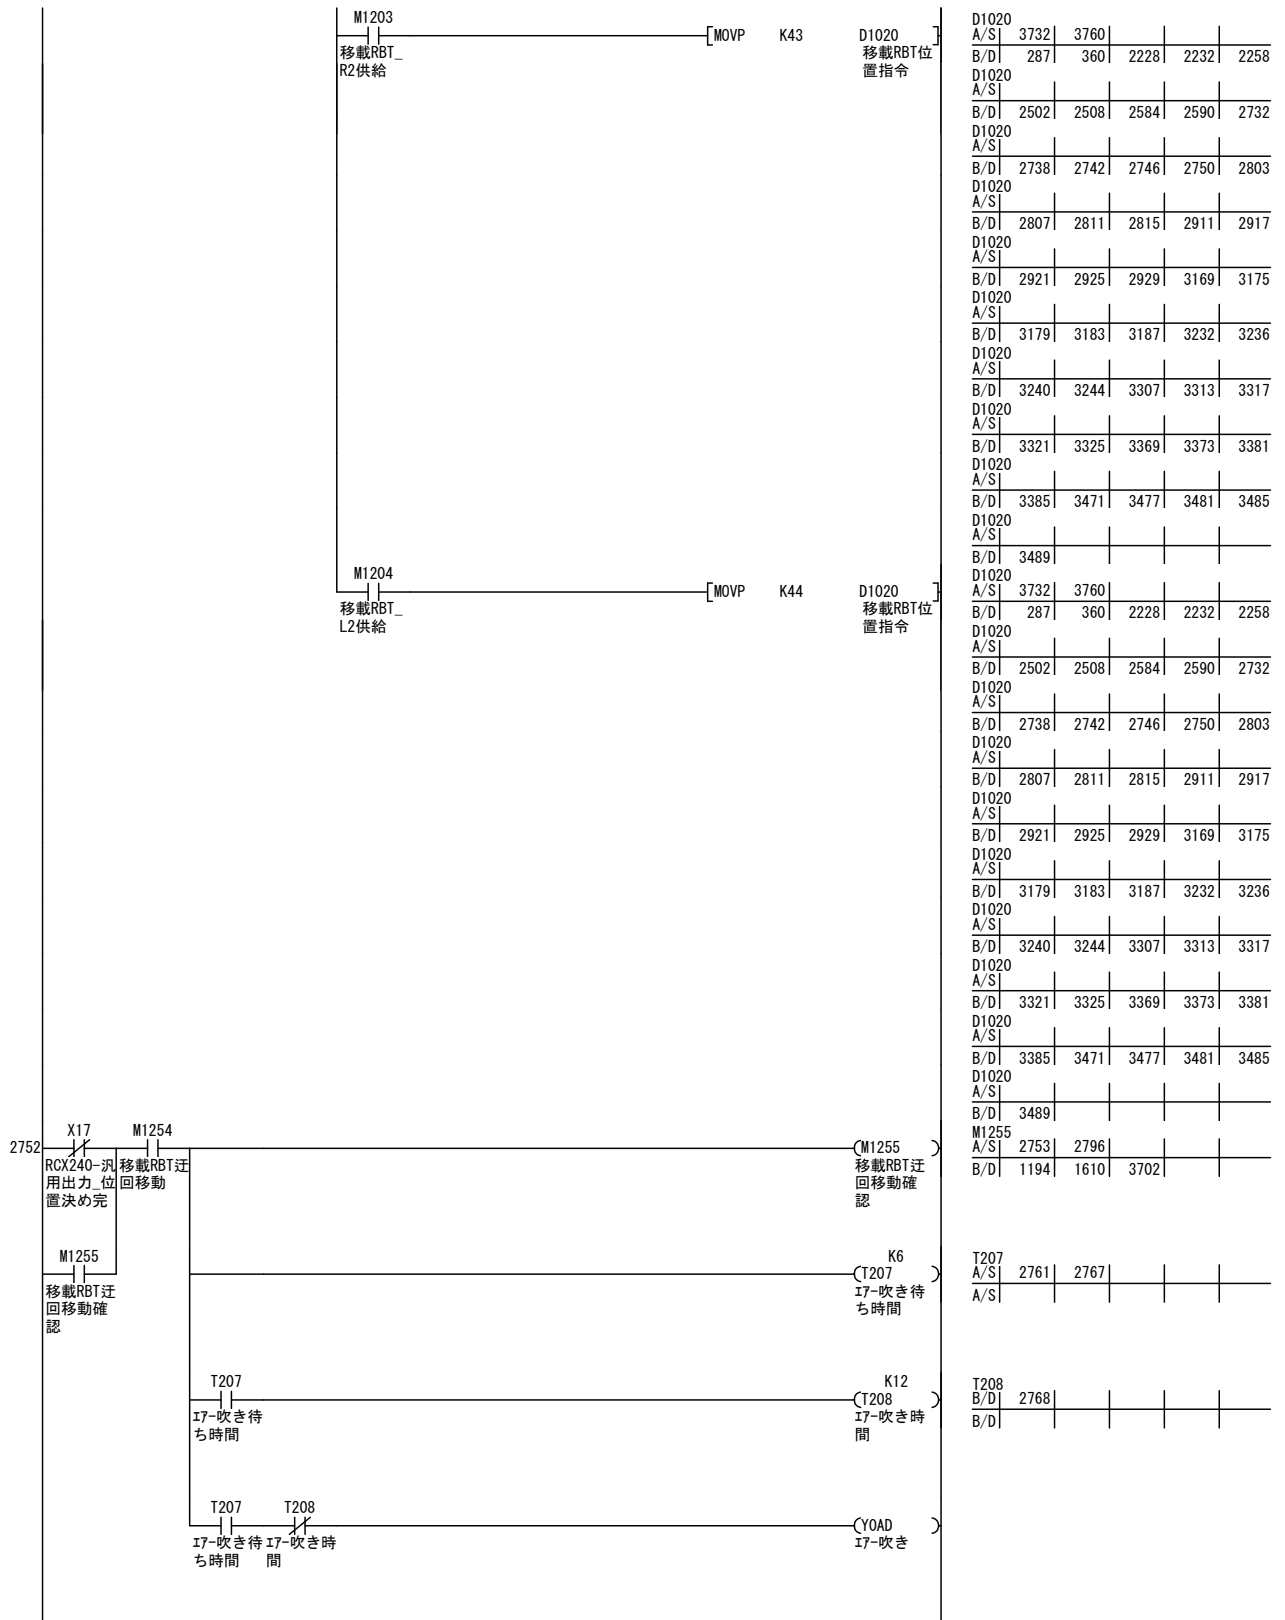 M1203
移載RBT_
R2供給
MOVP K43 D1020
移載RBT位
置指令
D1020
A/S 3732 3760
B/D 287 360 2228 2232 2258
D1020
A/S
B/D 2502 2508 2584 2590 2732
D1020
A/S
B/D 2738 2742 2746 2750 2803
D1020
A/S
B/D 2807 2811 2815 2911 2917
D1020
A/S
B/D 2921 2925 2929 3169 3175
D1020
A/S
B/D 3179 3183 3187 3232 3236
D1020
A/S
B/D 3240 3244 3307 3313 3317
D1020
A/S
B/D 3321 3325 3369 3373 3381
D1020
A/S
B/D 3385 3471 3477 3481 3485
D1020
A/S
B/D 3489
M1204
移載RBT_
L2供給
MOVP K44 D1020
移載RBT位
置指令
D1020
A/S 3732 3760
B/D 287 360 2228 2232 2258
D1020
A/S
B/D 2502 2508 2584 2590 2732
D1020
A/S
B/D 2738 2742 2746 2750 2803
D1020
A/S
B/D 2807 2811 2815 2911 2917
D1020
A/S
B/D 2921 2925 2929 3169 3175
D1020
A/S
B/D 3179 3183 3187 3232 3236
D1020
A/S
B/D 3240 3244 3307 3313 3317
D1020
A/S
B/D 3321 3325 3369 3373 3381
D1020
A/S
B/D 3385 3471 3477 3481 3485
D1020
A/S
B/D 3489
2752
X17
RCX240-汎
用出力_位
置決め完
M1254
移載RBT迂
回移動
M1255
移載RBT迂
回移動確
認
M1255
A/S 2753 2796
B/D 1194 1610 3702
M1255
移載RBT迂
回移動確
認
K6
T207
ｴｱｰ吹き待
ち時間
T207
A/S 2761 2767
A/S
T207
ｴｱｰ吹き待
ち時間
K12
T208
ｴｱｰ吹き時
間
T208
B/D 2768
B/D
T207
ｴｱｰ吹き待
ち時間
T208
ｴｱｰ吹き時
間
Y0AD
ｴｱｰ吹き